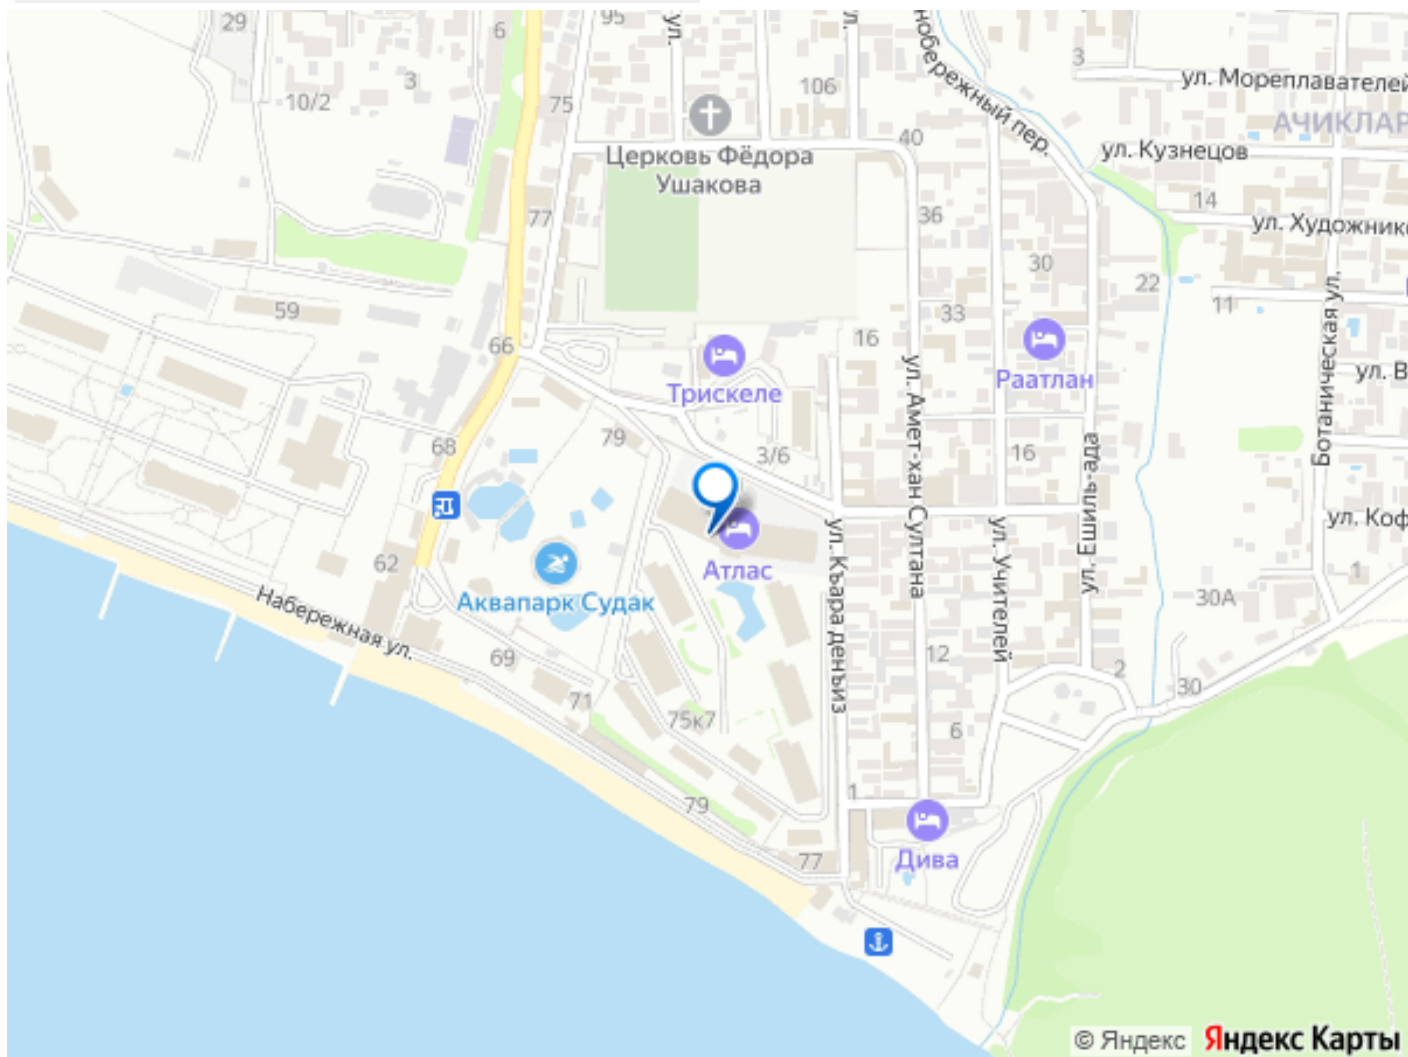 29
95
ул.
ул.
6
3
10/2
75
106
40
нобережный пер.
3
ул. Мореплавателей
АЧИКЛАР
ул. Кузнецов
Церковь Фёдора
Ушакова
77
36
14
ул. Художник
30
22
33
11
59
66
16
Трискеле
Раатлан
ул. В
Ботаническая ул.
ул. Амет-хан Султана
79
68
3/6
16
ул. Ешиль-ада
ул. Коф
Атлас
62
Аквапарк Судак
ул. Къара денъиз
ул. Учителей
1
30А
Набережная ул.
69
71
75к7
12
2
30
6
79
1
77
Дива
© Яндекс Яндекс Карты